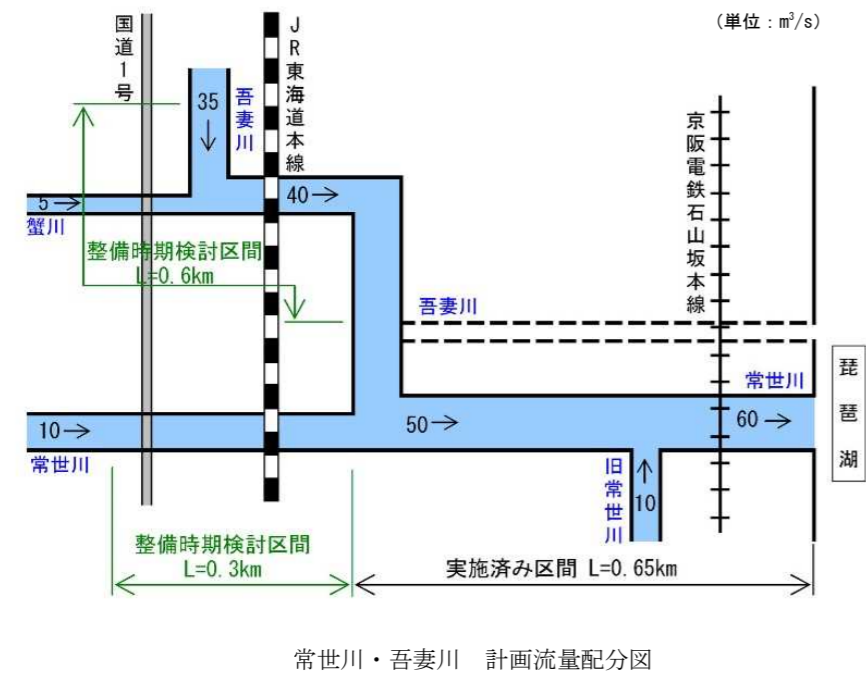 (単位：m³/s)
国道1号
JR東海道本線
35
吾妻川
京阪電鉄石山坂本線
5→
40→
蟹川
整備時期検討区間
L=0.6km
吾妻川
常世川
琵琶湖
10→
50→
60→
常世川
旧常世川
10
整備時期検討区間
L=0.3km
実施済み区間 L=0.65km
常世川・吾妻川 計画流量配分図